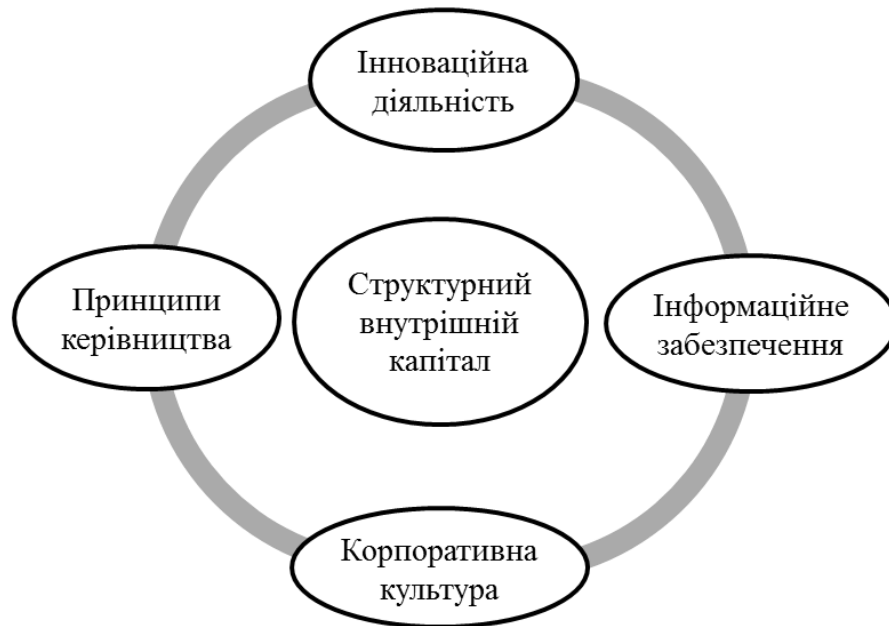 Інноваційна
діяльність
Принципи
керівництва
Структурний
внутрішній
капітал
Інформаційне
забезпечення
Корпоративна
культура